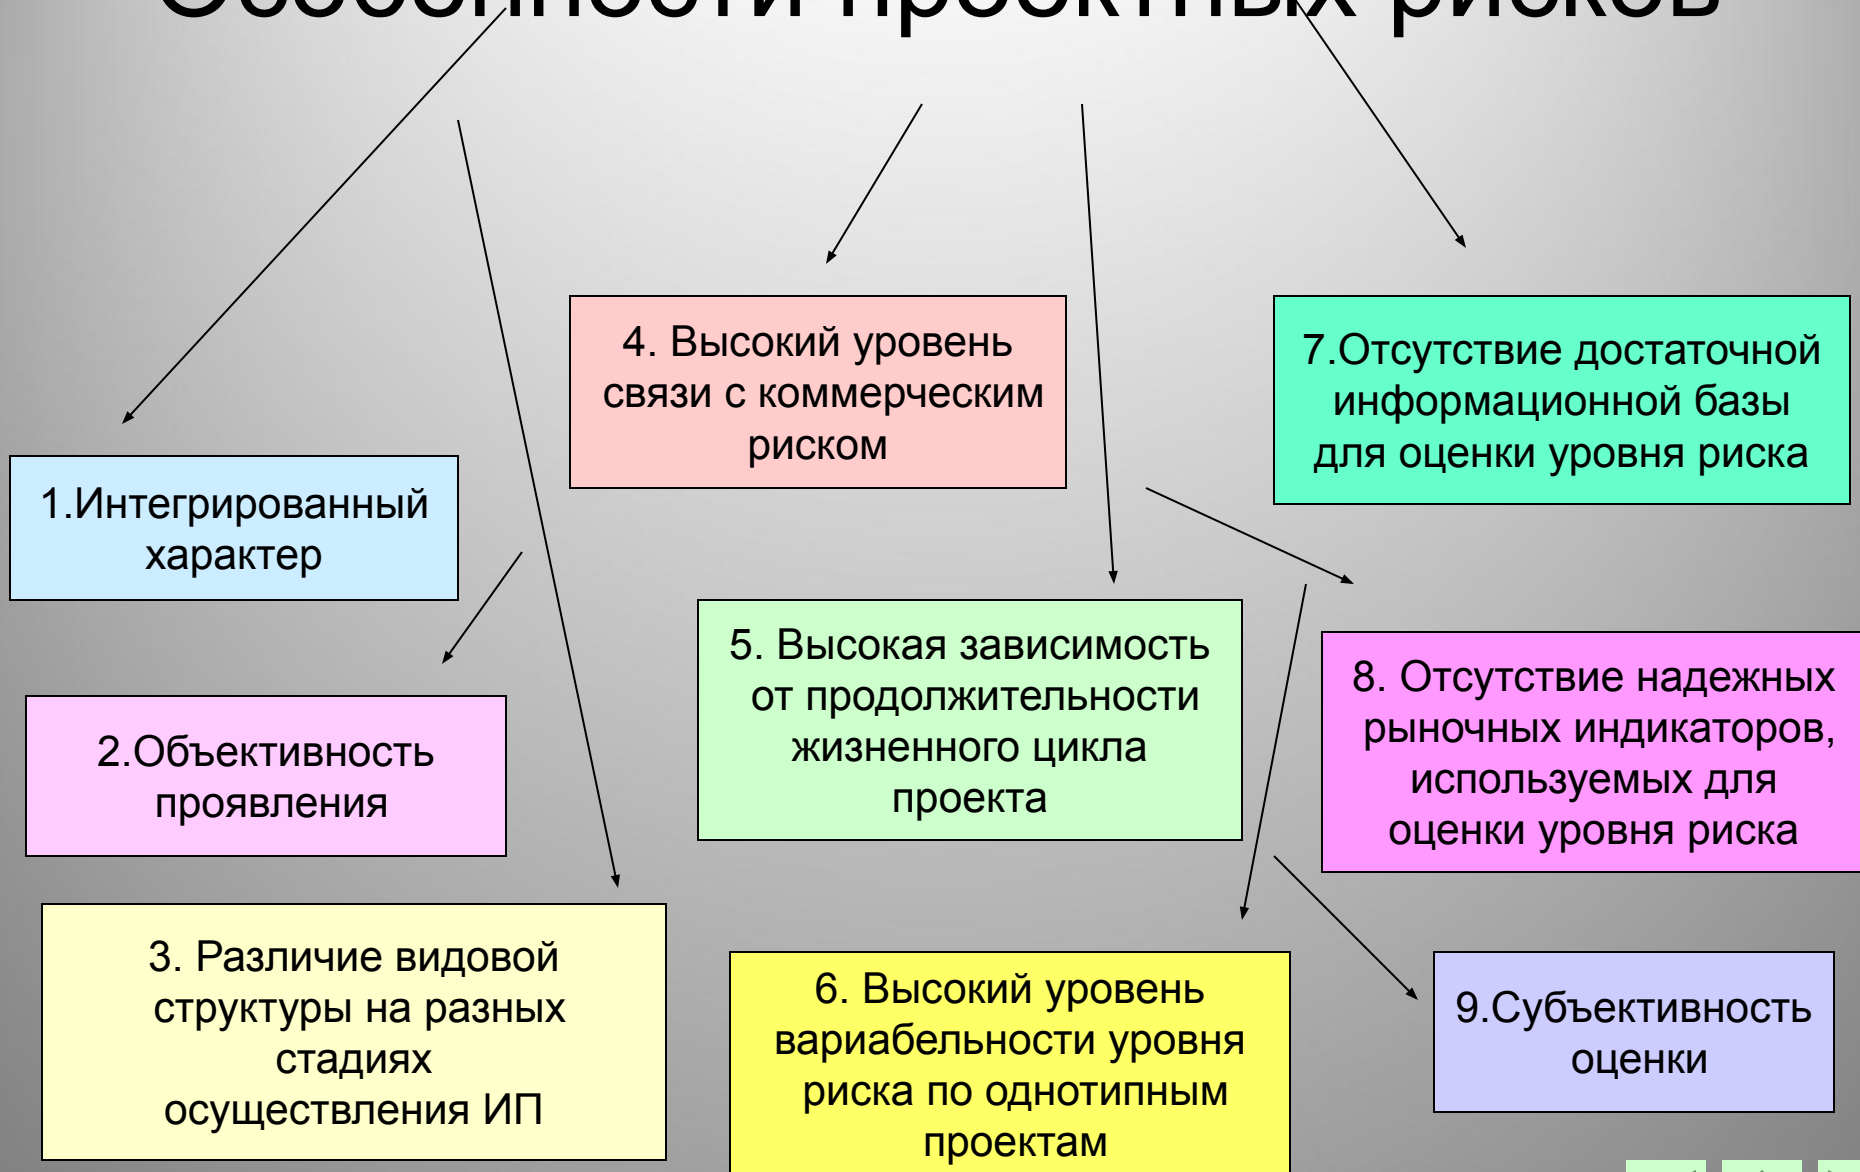 Особенности проектных рисков
1.Интегрированный
характер
2.Объективность
проявления
3. Различие видовой
структуры на разных
стадиях
осуществления ИП
4. Высокий уровень
связи с коммерческим
риском
5. Высокая зависимость
от продолжительности
жизненного цикла
проекта
6. Высокий уровень
вариабельности уровня
риска по однотипным
проектам
7.Отсутствие достаточной
информационной базы
для оценки уровня риска
8. Отсутствие надежных
рыночных индикаторов,
используемых для
оценки уровня риска
9.Субъективность
оценки